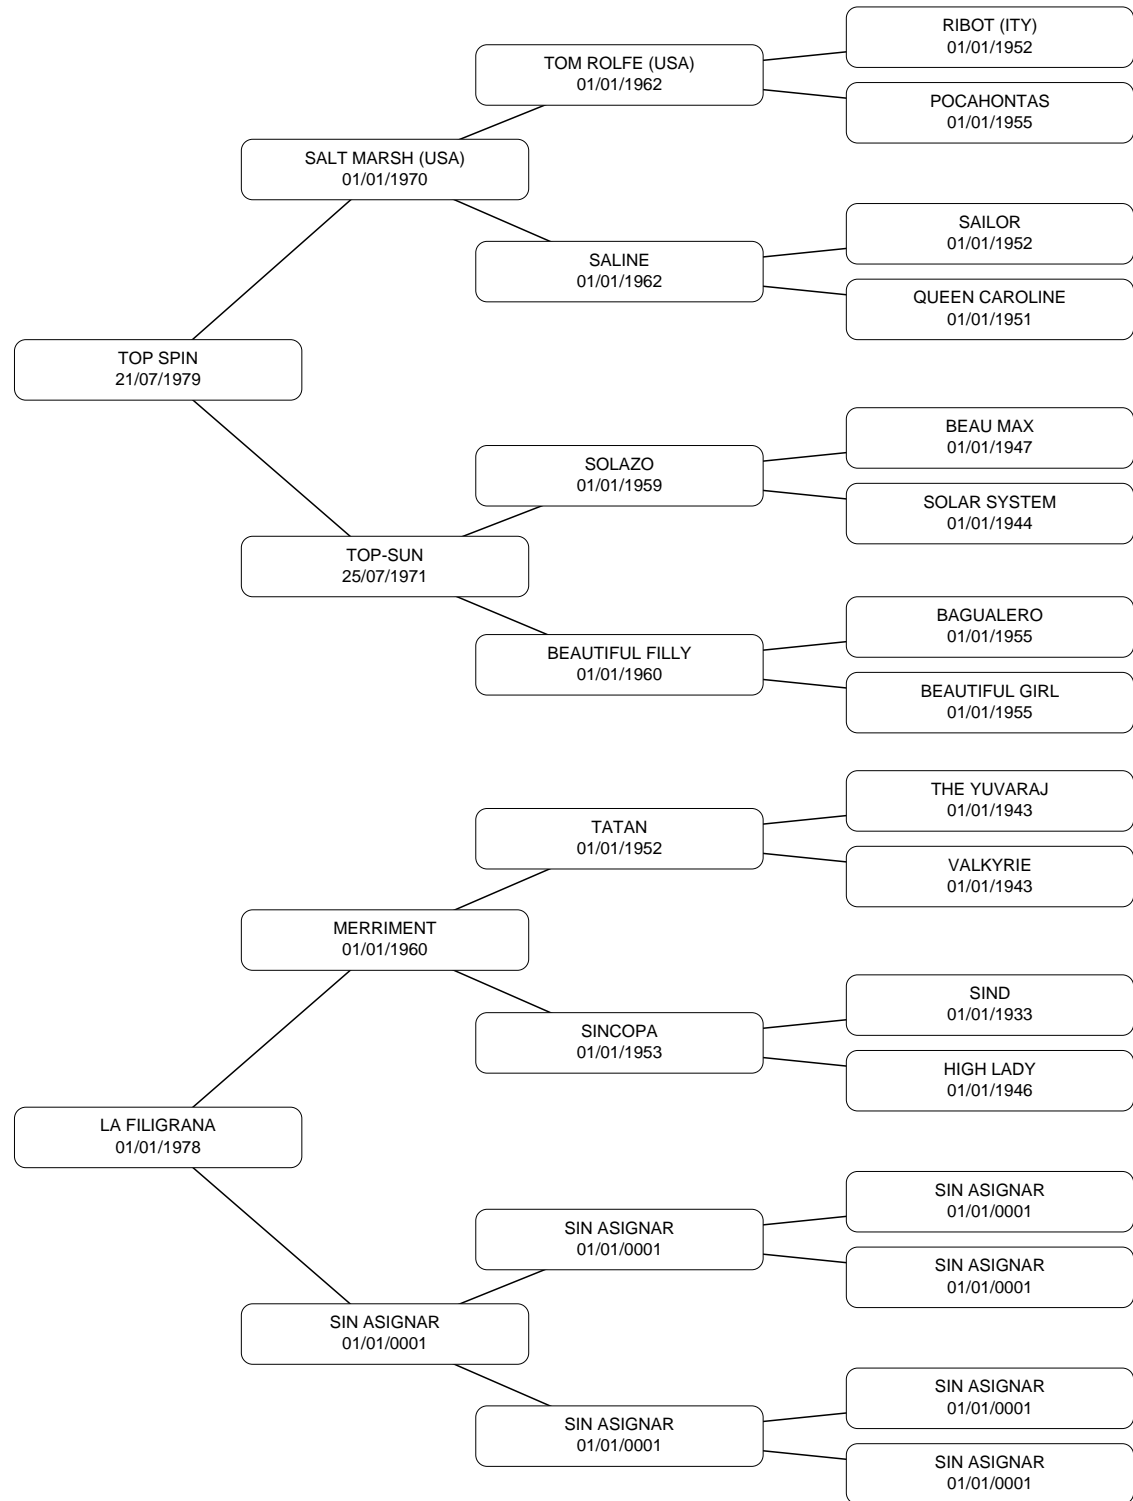 RIBOT (ITY)
01/01/1952
TOM ROLFE (USA)
01/01/1962
POCAHONTAS
01/01/1955
SALT MARSH (USA)
01/01/1970
SAILOR
01/01/1952
SALINE
01/01/1962
QUEEN CAROLINE
01/01/1951
TOP SPIN
21/07/1979
BEAU MAX
01/01/1947
SOLAZO
01/01/1959
SOLAR SYSTEM
01/01/1944
TOP-SUN
25/07/1971
BAGUALERO
01/01/1955
BEAUTIFUL FILLY
01/01/1960
BEAUTIFUL GIRL
01/01/1955
THE YUVARAJ
01/01/1943
TATAN
01/01/1952
VALKYRIE
01/01/1943
MERRIMENT
01/01/1960
SIND
01/01/1933
SINCOPA
01/01/1953
HIGH LADY
01/01/1946
LA FILIGRANA
01/01/1978
SIN ASIGNAR
01/01/0001
SIN ASIGNAR
01/01/0001
SIN ASIGNAR
01/01/0001
SIN ASIGNAR
01/01/0001
SIN ASIGNAR
01/01/0001
SIN ASIGNAR
01/01/0001
SIN ASIGNAR
01/01/0001